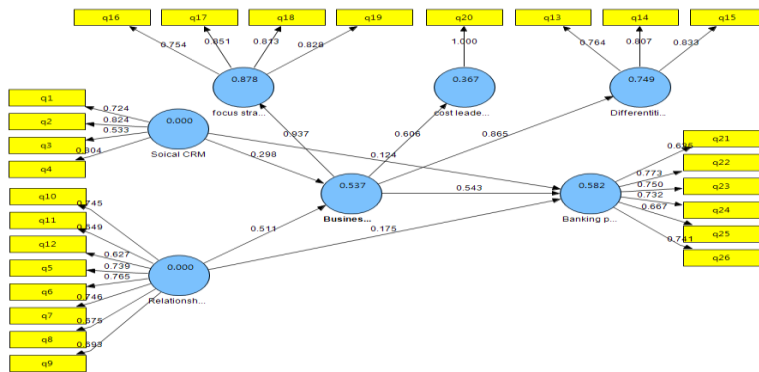 q16
q17
q18
q19
q20
q13
q14
q15
0.754
0.851
0.813
0.828
1.000
0.764
0.807
0.833
0.878
focus stra...
0.367
cost leade...
0.749
Differentiti...
q1
q2
q3
q4
0.724
0.824
0.533
0.804
0.000
Soical CRM
0.937
0.606
0.865
0.298
0.124
0.537
Busines...
0.543
0.582
Banking p...
q21
q22
q23
q24
q25
q26
0.773
0.750
0.732
0.667
0.741
0.511
0.175
q10
q11
q12
q5
q6
q7
q8
q9
0.745
0.627
0.739
0.765
0.746
0.693
0.000
Relationsh...